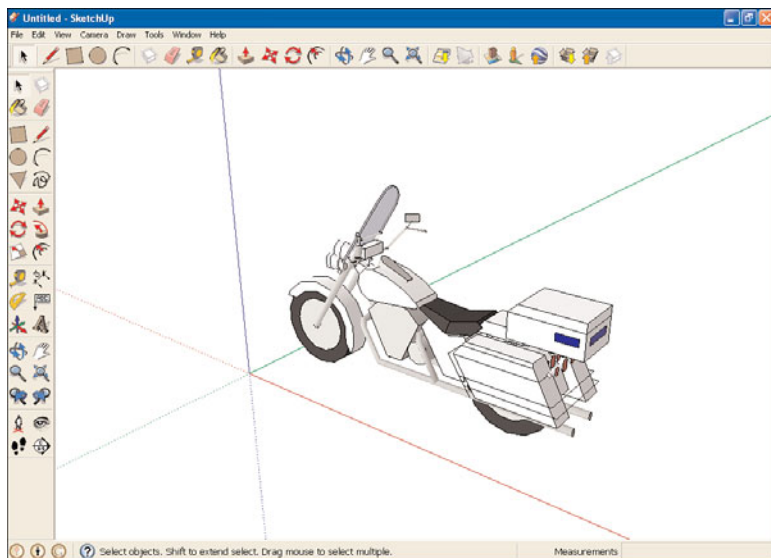 Untitled - SketchUp
File Edit View Camera Draw Tools Window Help
Select objects. Shift to extend select. Drag mouse to select multiple.
Measurements